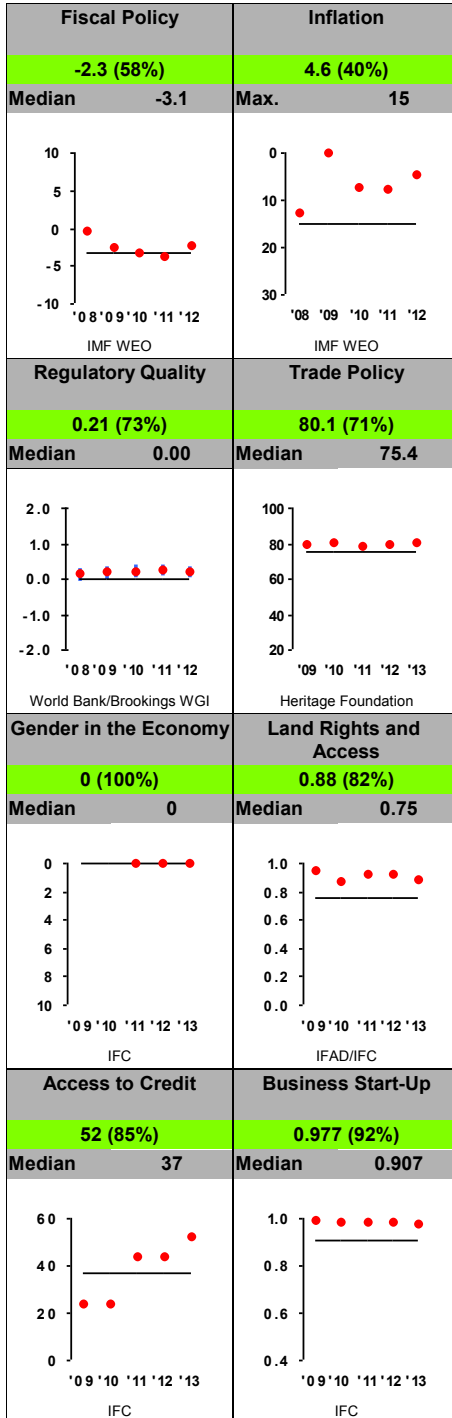 Fiscal Policy
-2.3 (58%)
Median -3.1
10
5
0
-5
-10
'08 '09 '10 '11 '12
IMF WEO
Inflation
4.6 (40%)
Max. 15
0
10
20
30
'08 '09 '10 '11 '12
IMF WEO
Regulatory Quality
0.21 (73%)
Median 0.00
2.0
1.0
0.0
-1.0
-2.0
'08 '09 '10 '11 '12
World Bank/Brookings WGI
Trade Policy
80.1 (71%)
Median 75.4
100
80
60
40
20
'09 '10 '11 '12 '13
Heritage Foundation
Gender in the Economy
0 (100%)
Median 0
0
2
4
6
8
10
'09 '10 '11 '12 '13
IFC
Land Rights and
Access
0.88 (82%)
Median 0.75
1.0
0.8
0.6
0.4
0.2
0.0
'09 '10 '11 '12 '13
IFAD/IFC
Access to Credit
52 (85%)
Median 37
60
40
20
0
'09 '10 '11 '12 '13
IFC
Business Start-Up
0.977 (92%)
Median 0.907
1.0
0.8
0.6
0.4
'09 '10 '11 '12 '13
IFC